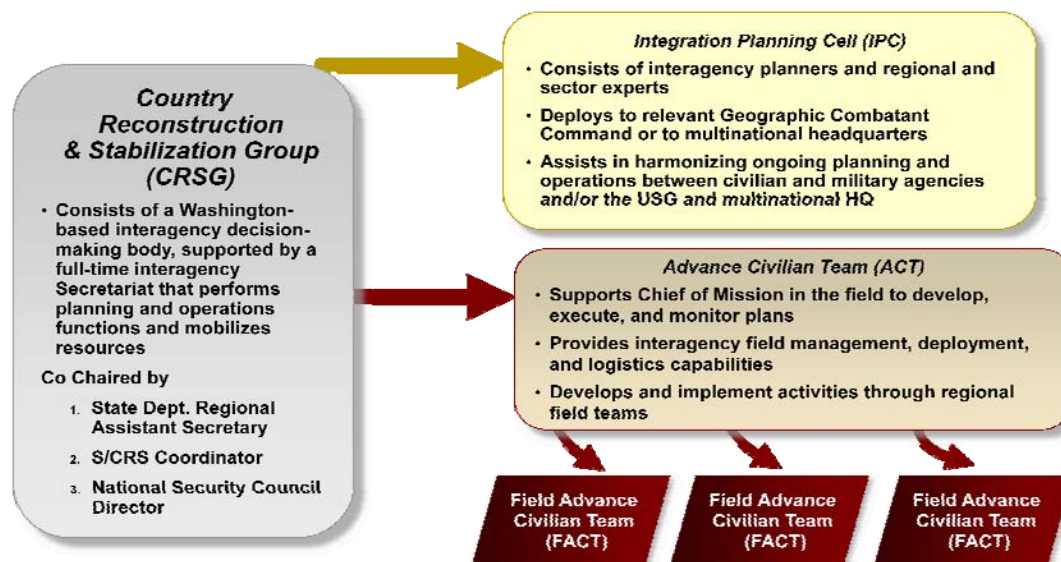 Country
Reconstruction
& Stabilization Group
(CRSG)
• Consists of a Washington-
based interagency decision-
making body, supported by a
full-time interagency
Secretariat that performs
planning and operations
functions and mobilizes
resources
Co Chaired by
1. State Dept. Regional
Assistant Secretary
2. S/CRS Coordinator
3. National Security Council
Director
Integration Planning Cell (IPC)
• Consists of interagency planners and regional and
sector experts
• Deploys to relevant Geographic Combatant
Command or to multinational headquarters
• Assists in harmonizing ongoing planning and
operations between civilian and military agencies
and/or the USG and multinational HQ
Advance Civilian Team (ACT)
• Supports Chief of Mission in the field to develop,
execute, and monitor plans
• Provides interagency field management, deployment,
and logistics capabilities
• Develops and implement activities through regional
field teams
Field Advance
Civilian Team
(FACT)
Field Advance
Civilian Team
(FACT)
Field Advance
Civilian Team
(FACT)